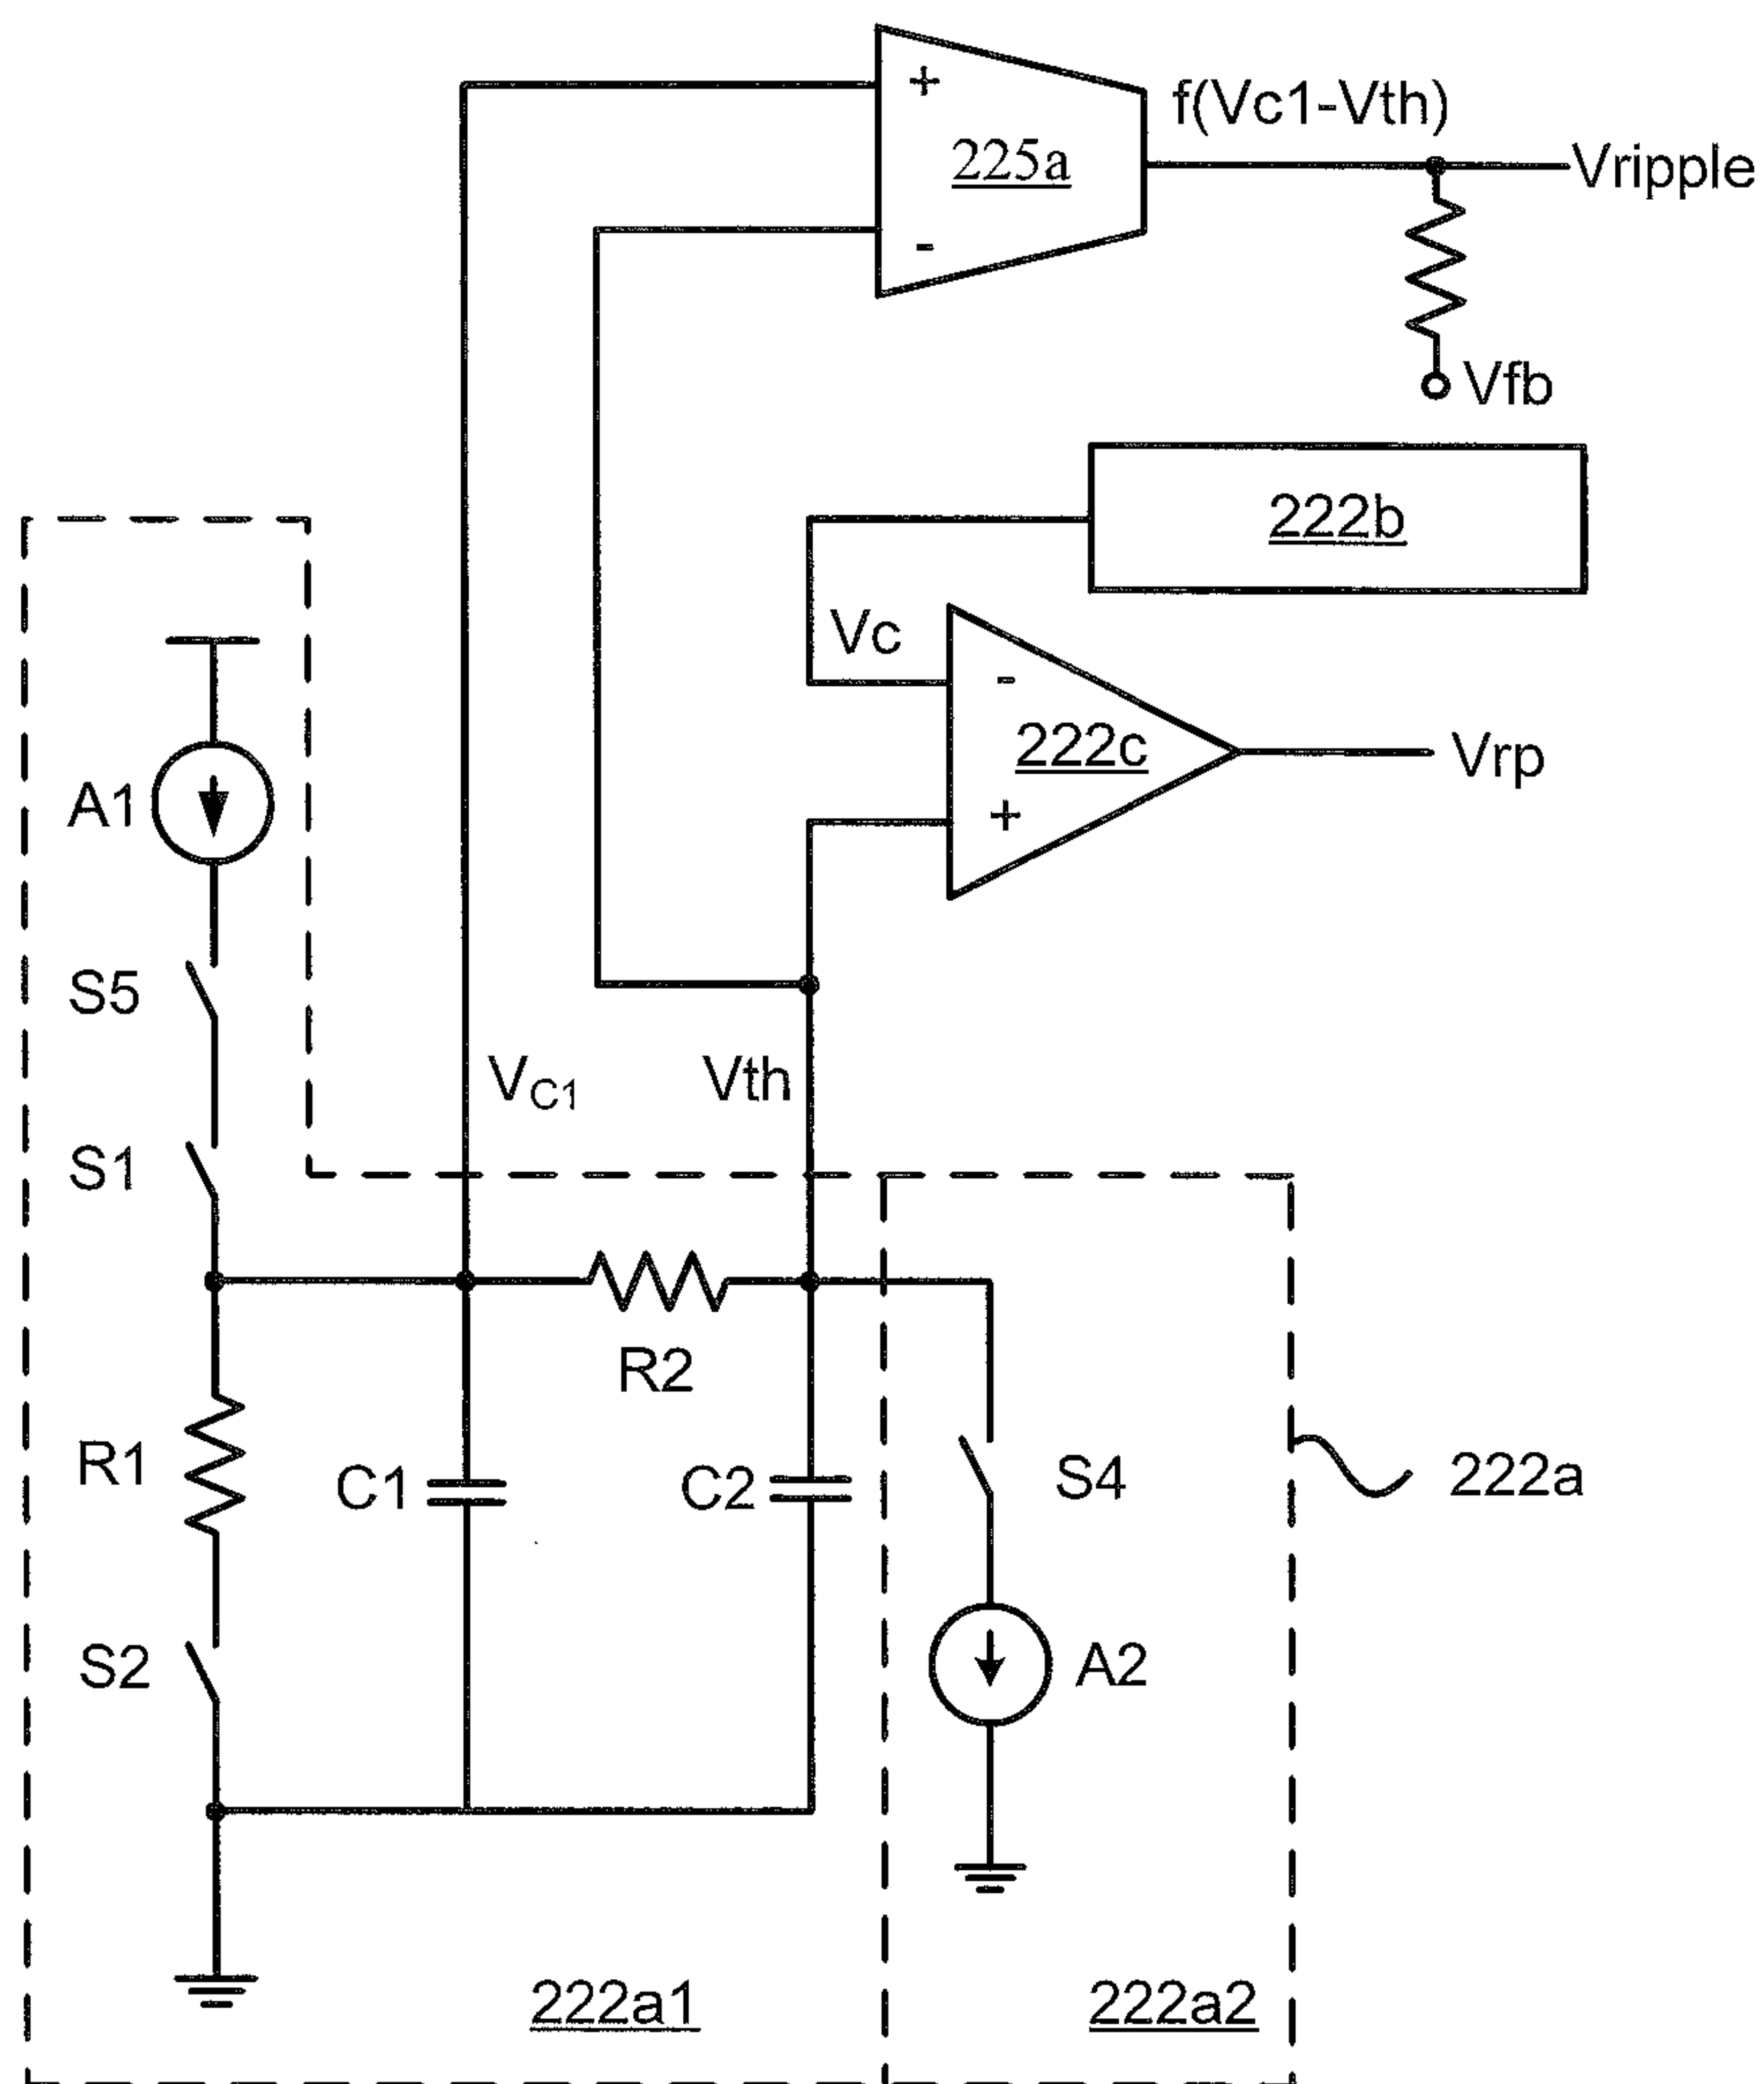 +
f(Vc1-Vth)
225a
Vripple
-
Vfb
222b
Vc
-
222c
Vrp
A1
+
S5
VC1
Vth
S1
R2
R1
C1
C2
S4
222a
S2
A2
222a1
222a2